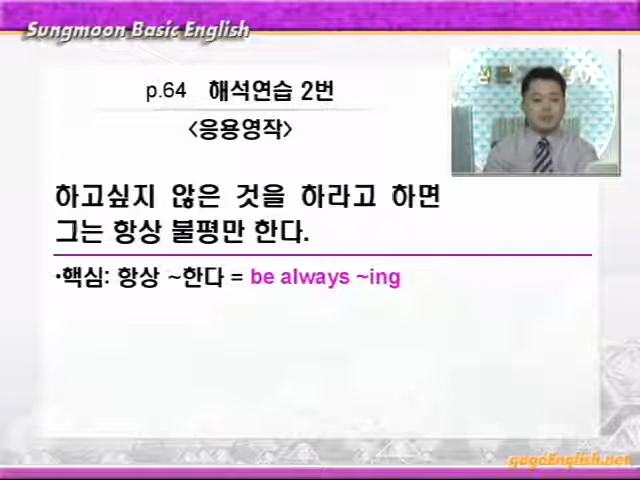 Sungmoon Basic English
p.64 해석연습 2번
<응용영작>
하고싶지 않은 것을 하라고 하면
그는 항상 불평만 한다.
•핵심: 항상 ~한다 = be always ~ing
gogoEnglish.net